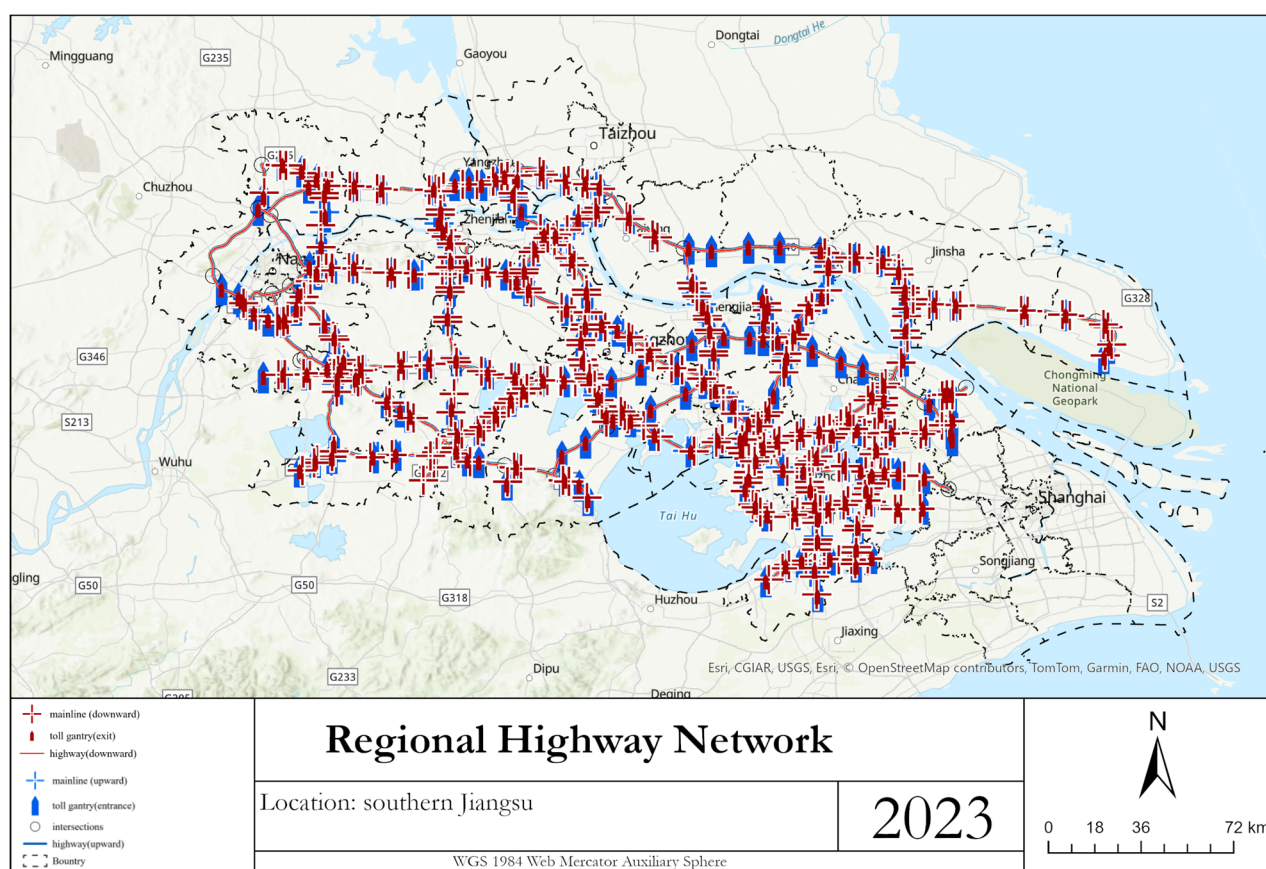 Dongtai
Dongtai He
Mingguang
G235
Gaoyou
Taizhou
Chuzhou
Jinsha
G328
G346
Chongming
National
Geopark
S213
Wuhu
Shanghai
Tai Hu
Songjiang
G50
G50
G318
Huzhou
S2
Jiaxing
Esri, CGIAR, USGS, Esri, © OpenStreetMap contributors, TomTom, Garmin, FAO, NOAA, USGS
G233
Dipu
mainline (downward)
toll gantry(exit)
highway(downward)
mainline (upward)
toll gantry(entrance)
intersections
highway(upward)
Bountry
Regional Highway Network
Location: southern Jiangsu
2023
WGS 1984 Web Mercator Auxiliary Sphere
N
0 18 36 72 km